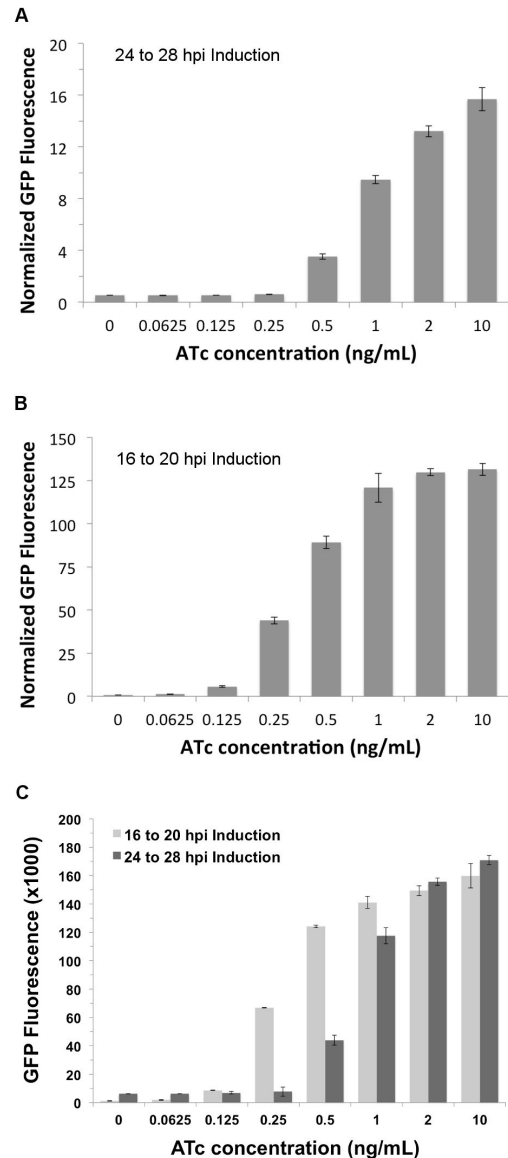 A
24 to 28 hpi Induction
Normalized GFP Fluorescence
20
16
12
8
4
0
0 0.0625 0.125 0.25 0.5 1 2 10
ATc concentration (ng/mL)
B
16 to 20 hpi Induction
Normalized GFP Fluorescence
150
125
100
75
50
25
0
0 0.0625 0.125 0.25 0.5 1 2 10
ATc concentration (ng/mL)
C
16 to 20 hpi Induction
24 to 28 hpi Induction
GFP Fluorescence (x1000)
200
180
160
140
120
100
80
60
40
20
0
0 0.0625 0.125 0.25 0.5 1 2 10
ATc concentration (ng/mL)